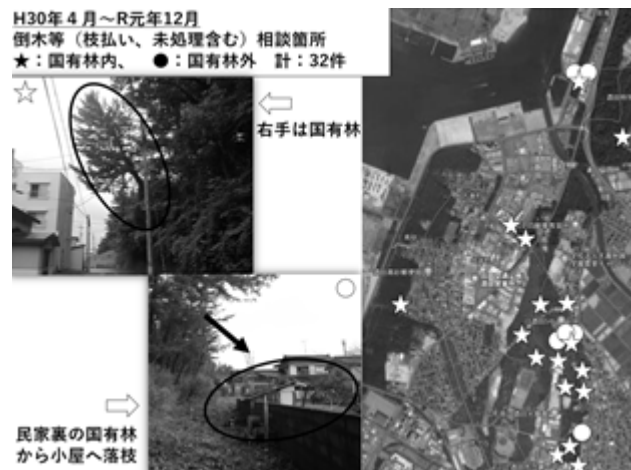 H30年4月~R元年12月
倒木等(枝払い、未処理含む)相談箇所
★:国有林内、 ●:国有林外 計:32件
右手は国有林
民家裏の国有林
から小屋へ落枝